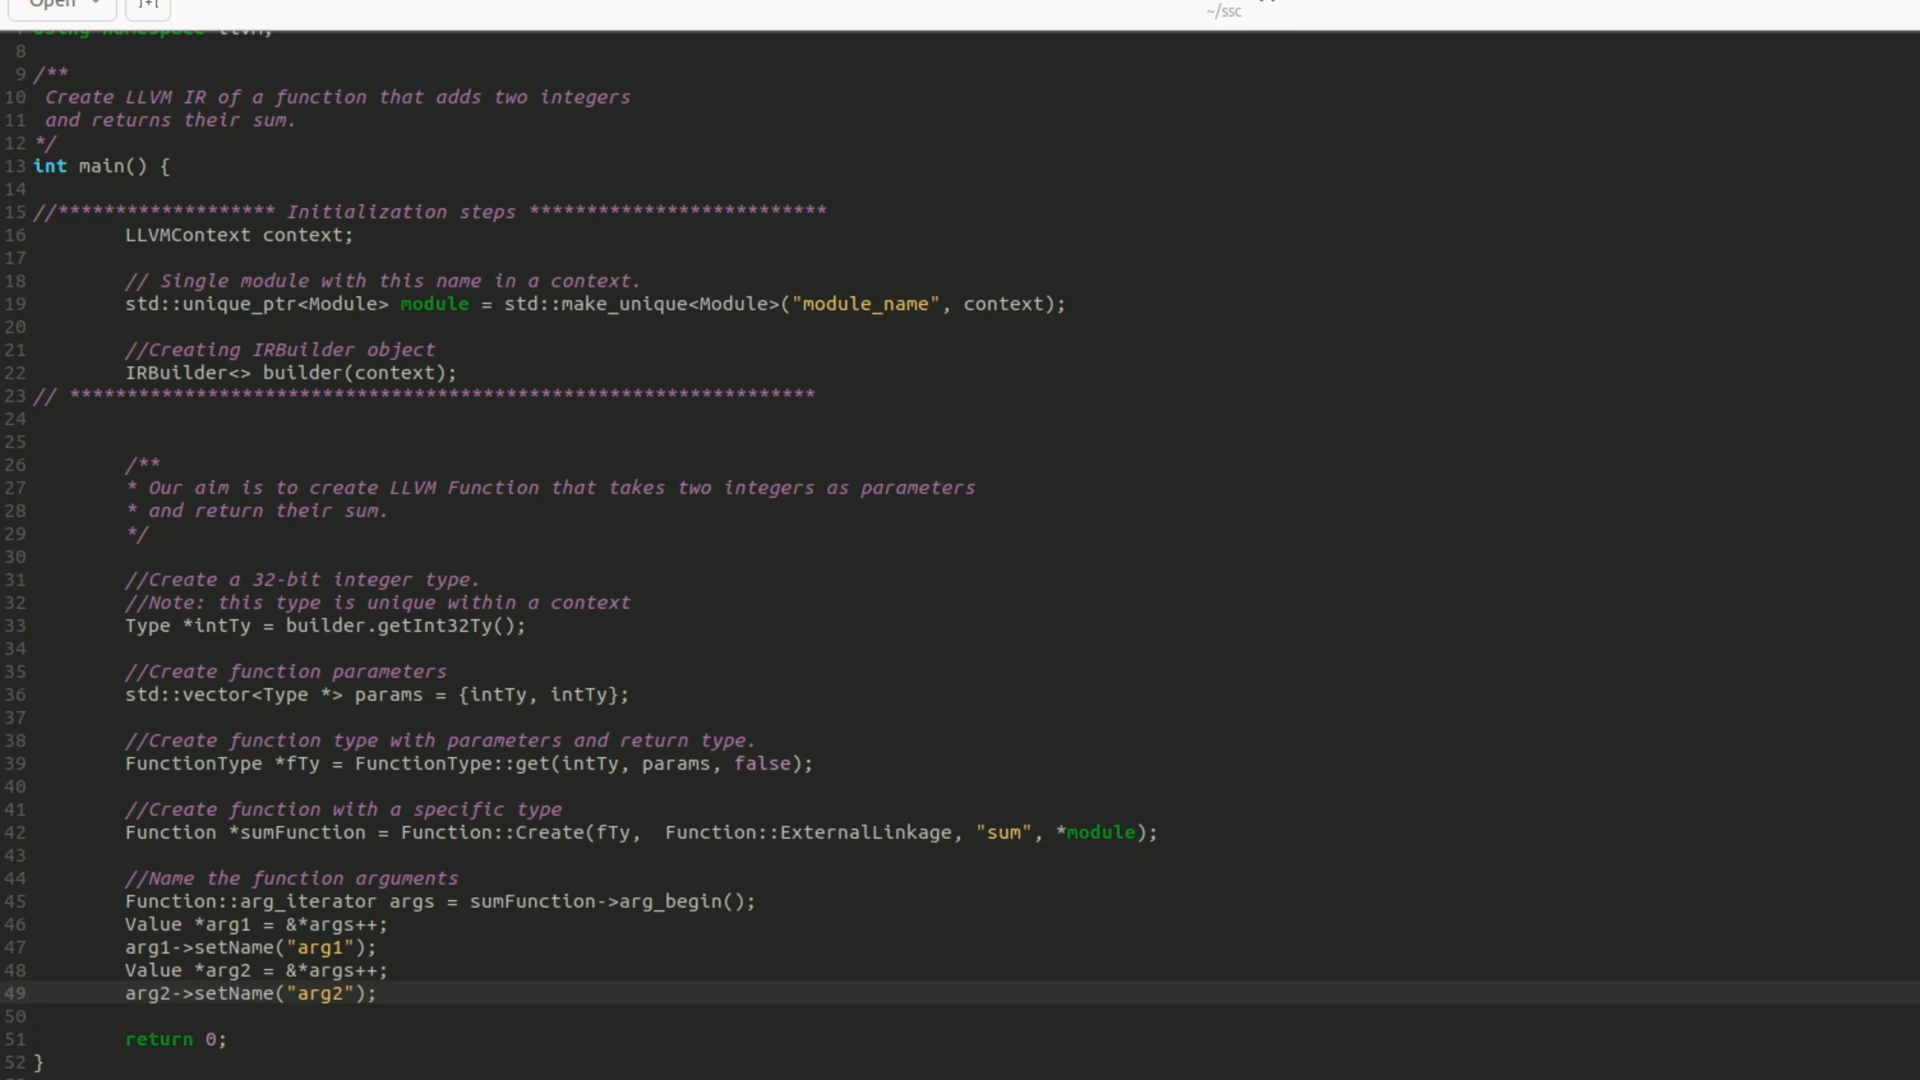 Open
~/ssc
using namespace llvm;
8
9 /**
10  Create LLVM IR of a function that adds two integers
11  and returns their sum.
12 */
13 int main() {
14
15 //******************* Initialization steps **************************
16         LLVMContext context;
17
18         // Single module with this name in a context.
19         std::unique_ptr<Module> module = std::make_unique<Module>("module_name", context);
20
21         //Creating IRBuilder object
22         IRBuilder<> builder(context);
23 // *****************************************************************
24
25
26         /**
27         * Our aim is to create LLVM Function that takes two integers as parameters
28         * and return their sum.
29         */
30
31         //Create a 32-bit integer type.
32         //Note: this type is unique within a context
33         Type *intTy = builder.getInt32Ty();
34
35         //Create function parameters
36         std::vector<Type *> params = {intTy, intTy};
37
38         //Create function type with parameters and return type.
39         FunctionType *fTy = FunctionType::get(intTy, params, false);
40
41         //Create function with a specific type
42         Function *sumFunction = Function::Create(fTy,  Function::ExternalLinkage, "sum", *module);
43
44         //Name the function arguments
45         Function::arg_iterator args = sumFunction->arg_begin();
46         Value *arg1 = &*args++;
47         arg1->setName("arg1");
48         Value *arg2 = &*args++;
49         arg2->setName("arg2");
50
51         return 0;
52 }